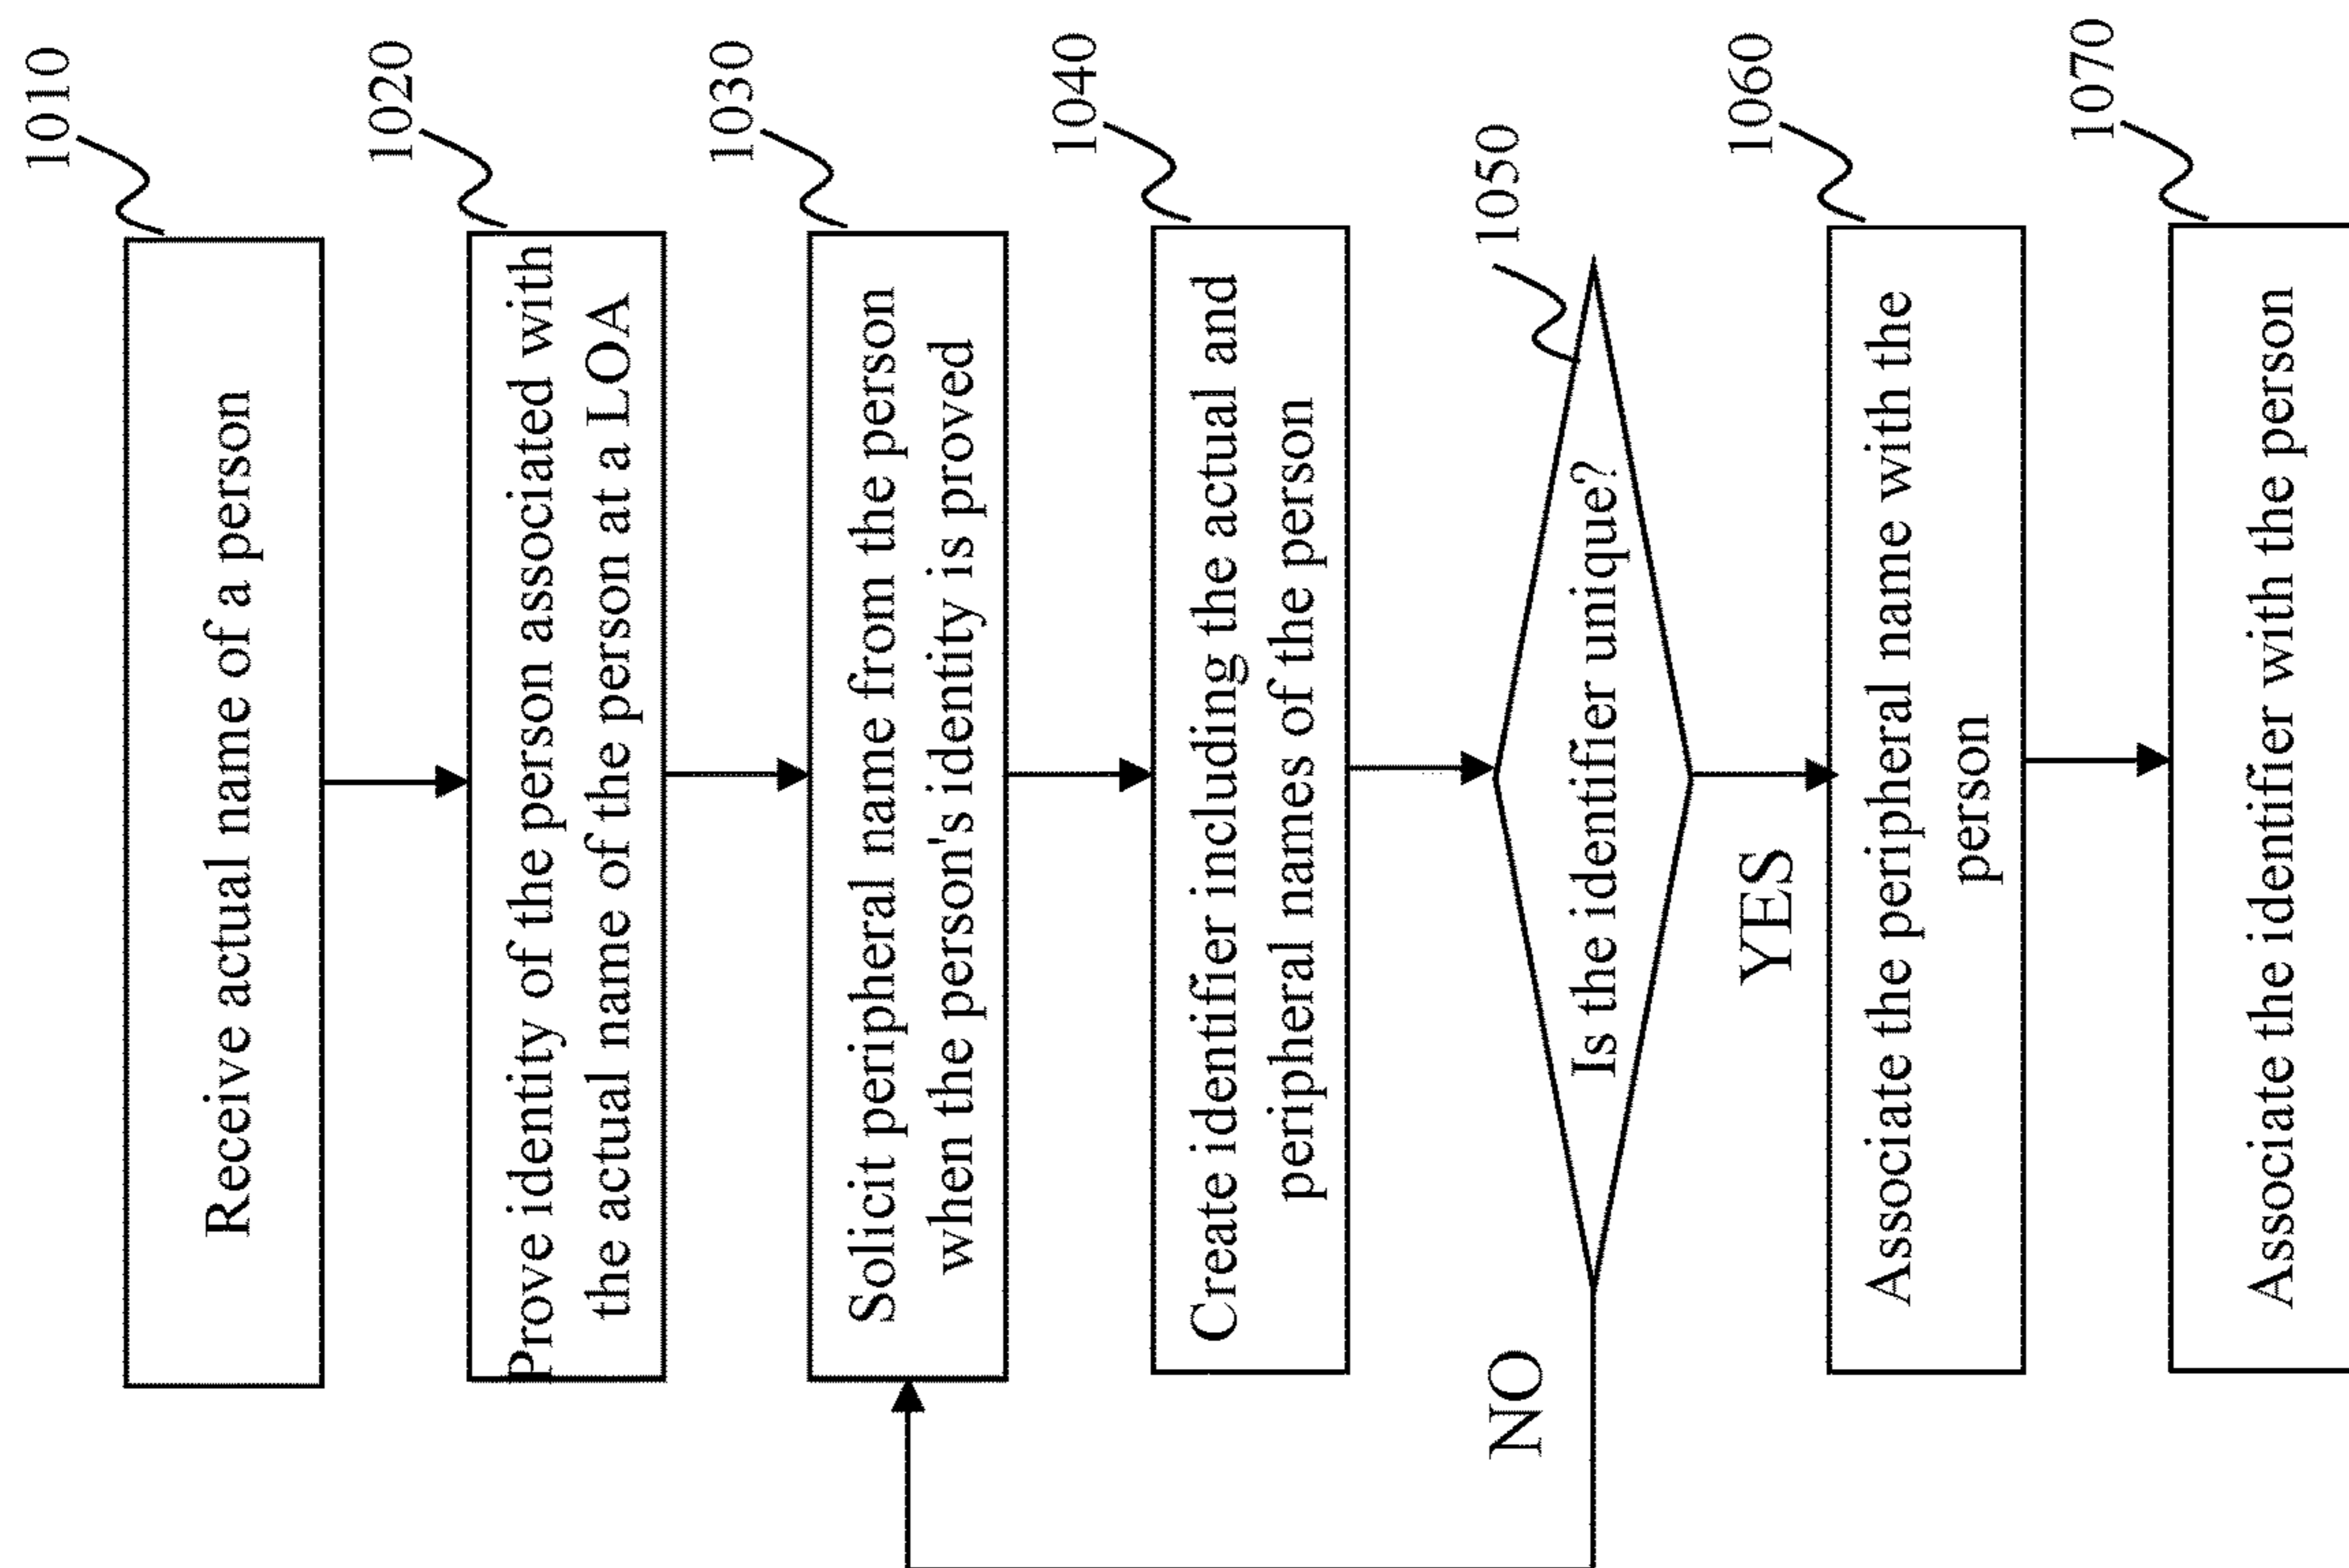 1010
Receive actual name of a person
1020
Prove identity of the person associated with
the actual name of the person at a LOA
1030
Solicit peripheral name from the person
when the person's identity is proved
1040
Create identifier including the actual and
peripheral names of the person
1050
Is the identifier unique?
NO
YES
1060
Associate the peripheral name with the
person
1070
Associate the identifier with the person